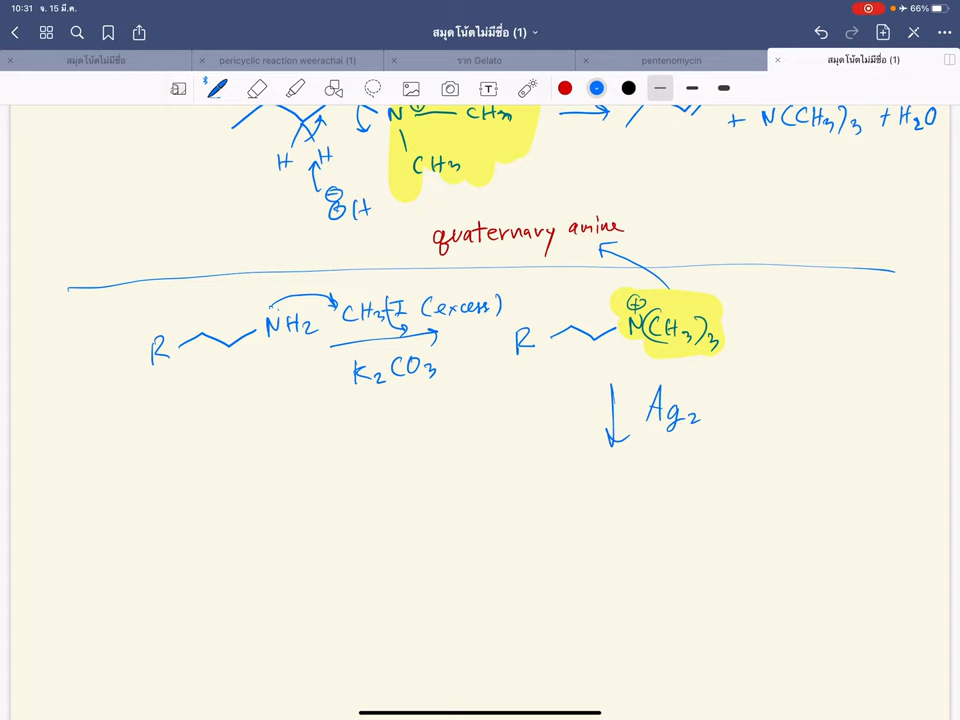 10:31 จ. 15 มี.ค.
66%
สมุดโน้ตไม่มีชื่อ (1)
สมุดโน้ตไม่มีชื่อ
pericyclic reaction weerachai (1)
ราก Gelato
pentenomycin
สมุดโน้ตไม่มีชื่อ (1)
N⊕—CH3
+ N(CH3)3 + H2O
H H
CH3
⊖OH
quaternary amine
R NH2 CH3-I (excess) R ⊕N(CH3)3
K2CO3
Ag2